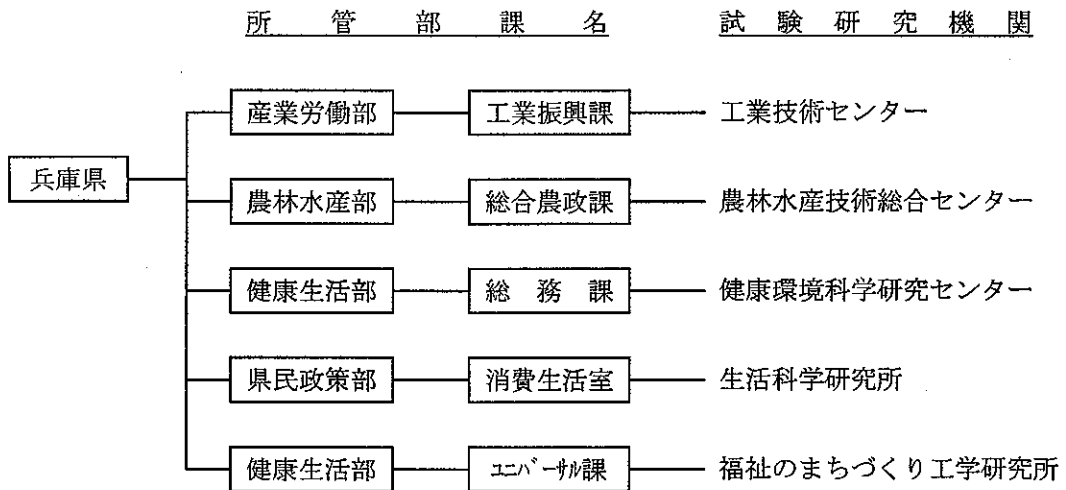 所管部課名 試験研究機関
産業労働部 工業振興課 工業技術センター
兵庫県
農林水産部 総合農政課 農林水産技術総合センター
健康生活部 総務課 健康環境科学研究センター
県民政策部 消費生活室 生活科学研究所
健康生活部 ユニバーサル課 福祉のまちづくり工学研究所